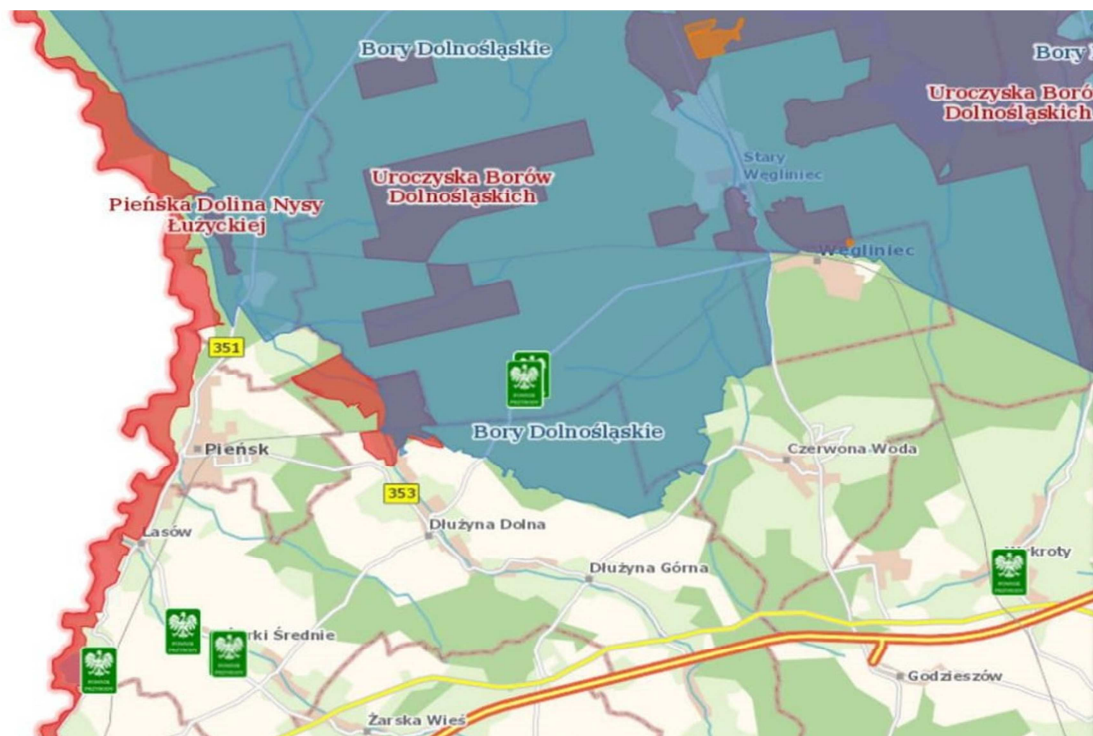 Bory Dolnośląskie
Bory
Uroczyska Borów
Dolnośląskich
Stary
Węgliniec
Uroczyska Borów
Dolnośląskich
Pieńska Dolina Nysy
Łużyckiej
Węgliniec
351
Bory Dolnośląskie
Pieńsk
Czerwona Woda
353
Dłużyna Dolna
Lasów
Dłużyna Górna
Średnie
Godzieszów
Żarska Wieś